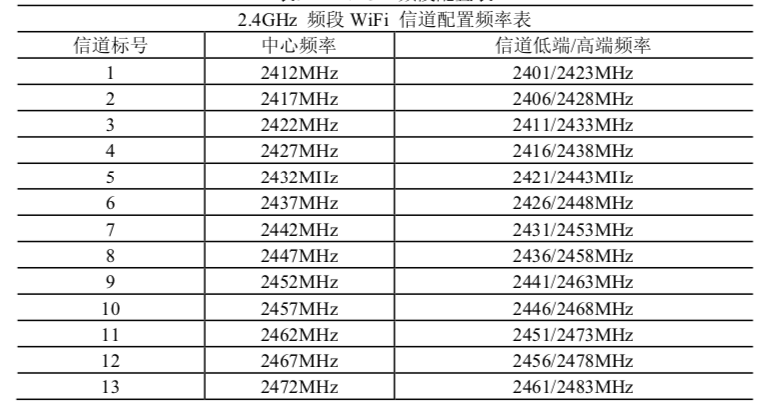 2.4GHz 频段 WiFi 信道配置频率表
信道标号 中心频率 信道低端/高端频率
1 2412MHz 2401/2423MHz
2 2417MHz 2406/2428MHz
3 2422MHz 2411/2433MHz
4 2427MHz 2416/2438MHz
5 2432MHz 2421/2443MHz
6 2437MHz 2426/2448MHz
7 2442MHz 2431/2453MHz
8 2447MHz 2436/2458MHz
9 2452MHz 2441/2463MHz
10 2457MHz 2446/2468MHz
11 2462MHz 2451/2473MHz
12 2467MHz 2456/2478MHz
13 2472MHz 2461/2483MHz